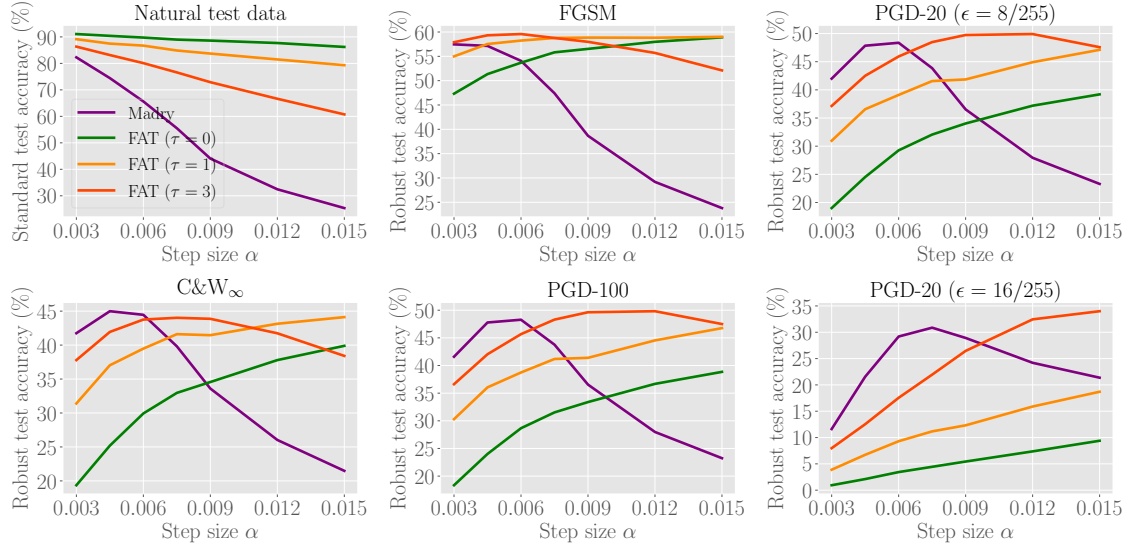 Natural test data
Standard test accuracy (%)
90
80
70
60
50
40
30
Madry
FAT (τ = 0)
FAT (τ = 1)
FAT (τ = 3)
0.003 0.006 0.009 0.012 0.015
Step size α
FGSM
Robust test accuracy (%)
60
55
50
45
40
35
30
25
0.003 0.006 0.009 0.012 0.015
Step size α
PGD-20 (ϵ = 8/255)
Robust test accuracy (%)
50
45
40
35
30
25
20
0.003 0.006 0.009 0.012 0.015
Step size α
C&W∞
Robust test accuracy (%)
45
40
35
30
25
20
0.003 0.006 0.009 0.012 0.015
Step size α
PGD-100
Robust test accuracy (%)
50
45
40
35
30
25
20
0.003 0.006 0.009 0.012 0.015
Step size α
PGD-20 (ϵ = 16/255)
Robust test accuracy (%)
35
30
25
20
15
10
5
0
0.003 0.006 0.009 0.012 0.015
Step size α